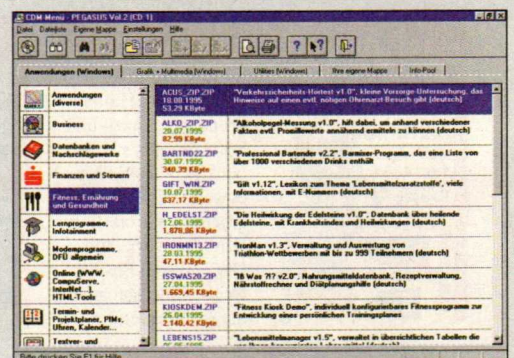 CDM-Menü - PEGASUS Vol.2 (CD:1)
Datei Dateiliste Eigene Mappe Einstellungen Hilfe
Anwendungen (Windows)
Grafik + Multimedia (Windows)
Utilities (Windows)
Ihre eigene Mappe
Info-Pool
Anwendungen
(diverse)
Business
Datenbanken und
Nachschlagewerke
Finanzen und Steuern
Fitness, Ernährung
und Gesundheit
Lernprogramme,
Infotainment
Modemprogramme,
DFÜ allgemein
Online (WWW,
CompuServe,
InterNet...),
HTML-Tools
Termin- und
Projektplaner, PIMs,
Uhren, Kalender...
Textver- und
ACUS_ZIP.ZIP
18.08.1995
53,29 KByte
"Verkehrssicherheits-Hörtest v1.0", kleine Vorsorge-Untersuchung, das
Hinweise auf einen evtl. nötigen Ohrenarzt Besuch gibt (deutsch)
ALKO_ZIP.ZIP
20.07.1995
82,99 KByte
"Alkoholpegel-Messung v1.0", hilft dabei, um anhand verschiedener
Fakten evtl. Promillewerte annähernd ermitteln zu können (deutsch)
BARTND22.ZIP
30.07.1995
340,39 KByte
"Professional Bartender v2.2", Barmixer-Programm, das eine Liste von
über 1000 verschiedenen Drinks enthält
GIFT_WIN.ZIP
10.07.1995
637,17 KByte
"Gift v1.12", Lexikon zum Thema 'Lebensmittelzusatzstoffe', viele
Informationen, mit E-Nummern (deutsch)
H_EDELST.ZIP
12.06.1995
1.078,06 KByte
"Die Heilwirkung der Edelsteine v1.0", Datenbank über heilende
Edelsteine, mit Krankheitsindex und Heilwirkungen (deutsch)
IRONMN13.ZIP
28.03.1995
47,11 KByte
"IronMan v1.3", Verwaltung und Auswertung von
Triathlon-Wettbewerben mit bis zu 999 Teilnehmern (deutsch)
ISSWAS20.ZIP
27.04.1995
1.669,45 KByte
"IB Was ?!? v2.0", Nahrungsmitteldatenbank, Rezeptverwaltung,
Nährstoffrechner und Diätplanungshilfe (deutsch)
KIOSKDEM.ZIP
26.04.1995
2.140,42 KByte
"Fitness Kiosk Demo", individuell konfigurierbares Fitnessprogramm zur
Entwicklung eines persönlichen Trainingsplanes
LEBENS15.ZIP
"Lebensmittelmanager v1.5", verwaltet in übersichtlichen Tabellen die
Bitte drücken Sie F1 für Hilfe